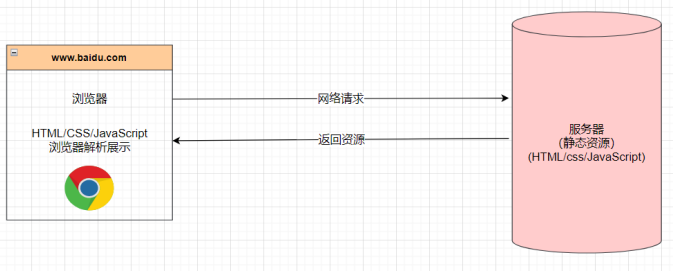 www.baidu.com
浏览器
HTML/CSS/JavaScript
浏览器解析展示
网络请求
返回资源
服务器
(静态资源)
(HTML/css/JavaScript)